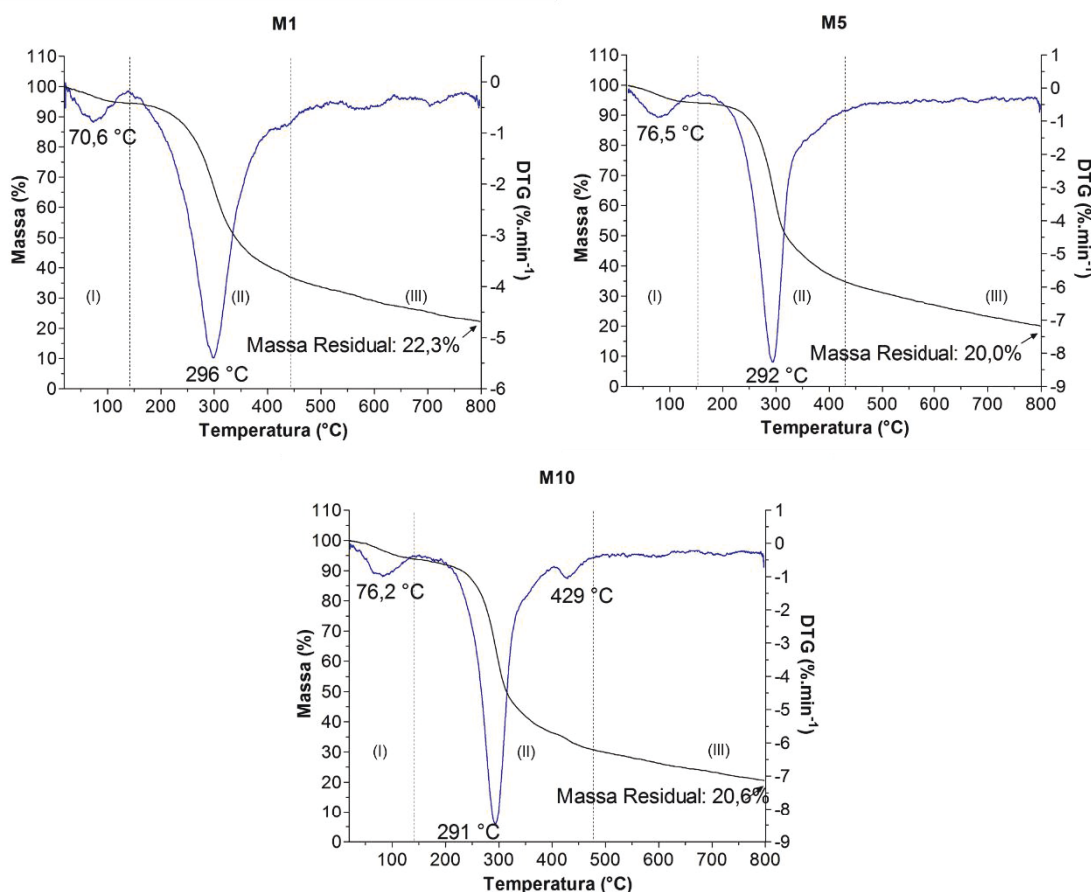 M1
110
100
90
80
70
60
50
40
30
20
10
0
Massa (%)
0
-1
-2
-3
-4
-5
-6
DTG (%.min-1)
70,6 °C
(I)
(II)
(III)
Massa Residual: 22,3%
296 °C
100 200 300 400 500 600 700 800
Temperatura (°C)
M5
110
100
90
80
70
60
50
40
30
20
10
0
Massa (%)
1
0
-1
-2
-3
-4
-5
-6
-7
-8
-9
DTG (%.min-1)
76,5 °C
(I)
(II)
(III)
Massa Residual: 20,0%
292 °C
100 200 300 400 500 600 700 800
Temperatura (°C)
M10
110
100
90
80
70
60
50
40
30
20
10
0
Massa (%)
1
0
-1
-2
-3
-4
-5
-6
-7
-8
-9
DTG (%.min-1)
76,2 °C
429 °C
(I)
(II)
(III)
Massa Residual: 20,6%
291 °C
100 200 300 400 500 600 700 800
Temperatura (°C)